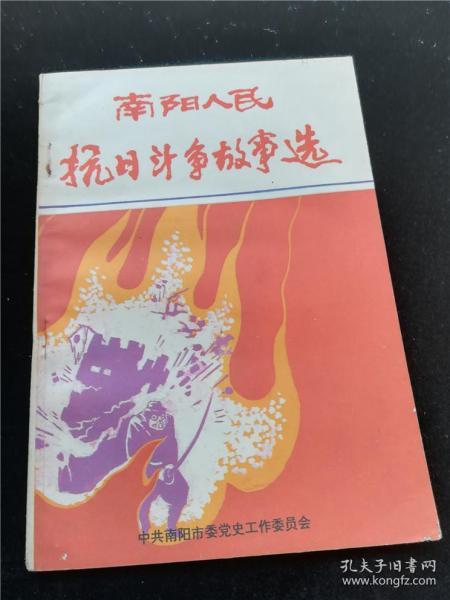 南阳人民
抗日斗争故事选
中共南阳市委党史工作委员会
孔夫子旧书网
www.kongfz.com